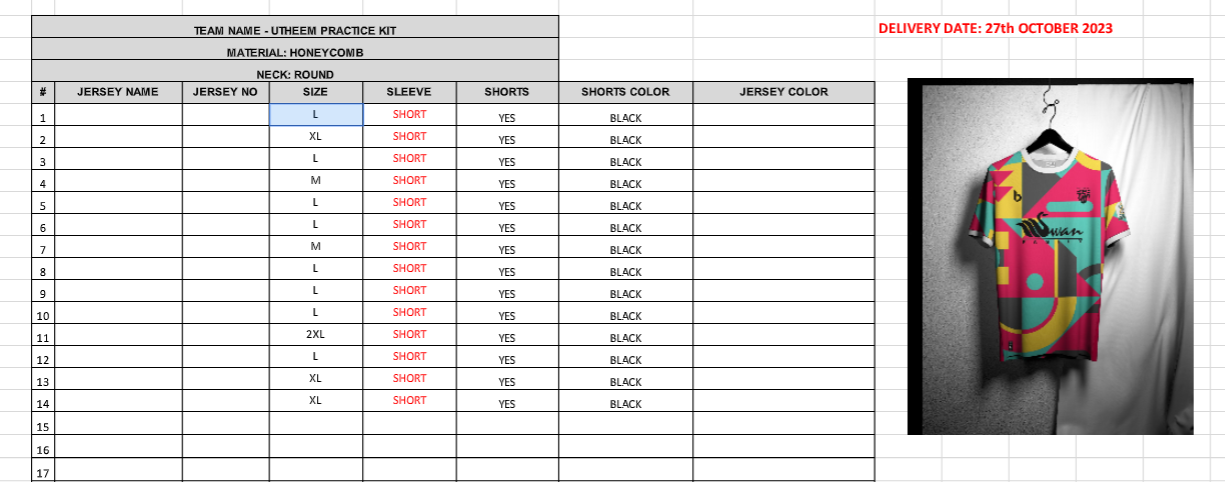 TEAM NAME - UTHEEM PRACTICE KIT
DELIVERY DATE: 27th OCTOBER 2023
MATERIAL: HONEYCOMB
NECK: ROUND
# JERSEY NAME JERSEY NO SIZE SLEEVE SHORTS SHORTS COLOR JERSEY COLOR
1 L SHORT YES BLACK
2 XL SHORT YES BLACK
3 L SHORT YES BLACK
4 M SHORT YES BLACK
5 L SHORT YES BLACK
6 L SHORT YES BLACK
7 M SHORT YES BLACK
8 L SHORT YES BLACK
9 L SHORT YES BLACK
10 L SHORT YES BLACK
11 2XL SHORT YES BLACK
12 L SHORT YES BLACK
13 XL SHORT YES BLACK
14 XL SHORT YES BLACK
15
16
17
b
Swan